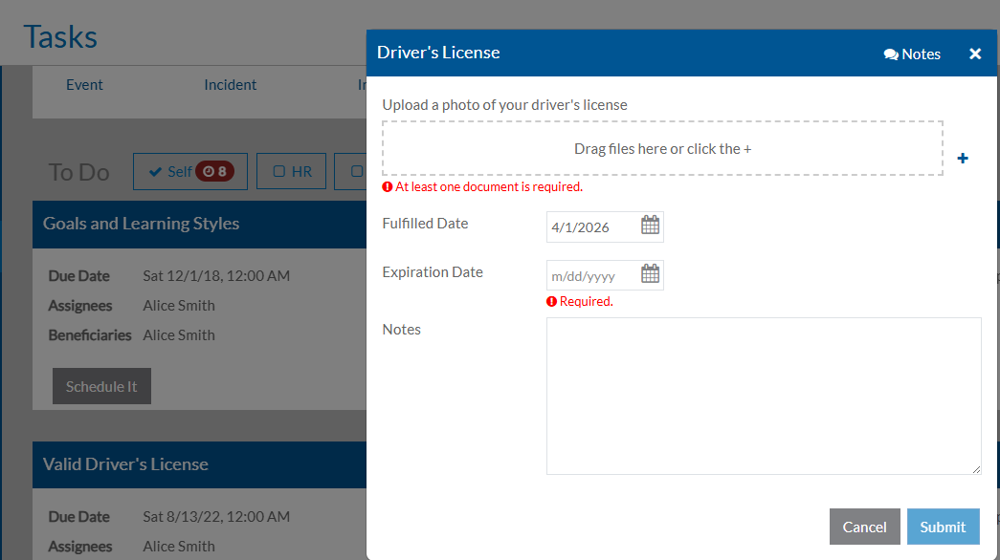 Tasks
Event Incident
To Do Self 8 HR
Goals and Learning Styles
Due Date Sat 12/1/18, 12:00 AM
Assignees Alice Smith
Beneficiaries Alice Smith
Schedule It
Valid Driver's License
Due Date Sat 8/13/22, 12:00 AM
Assignees Alice Smith
Driver's License Notes
Upload a photo of your driver's license
Drag files here or click the +
At least one document is required.
Fulfilled Date 4/1/2026
Expiration Date m/dd/yyyy
Required.
Notes
Cancel Submit